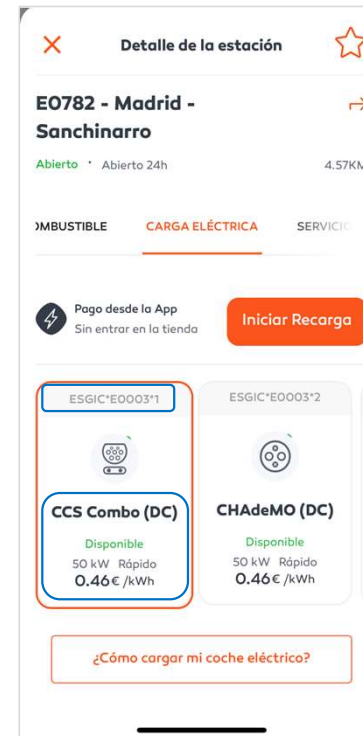 Detalle de la estación
E0782 - Madrid -
Sanchinarro
Abierto · Abierto 24h
4.57KM
OMBUSTIBLE
CARGA ELÉCTRICA
SERVICIO
Pago desde la App
Sin entrar en la tienda
Iniciar Recarga
ESGIC*E0003*1
CCS Combo (DC)
Disponible
50 kW Rápido
0.46€/kWh
ESGIC*E0003*2
CHAdeMO (DC)
Disponible
50 kW Rápido
0.46€/kWh
¿Cómo cargar mi coche eléctrico?